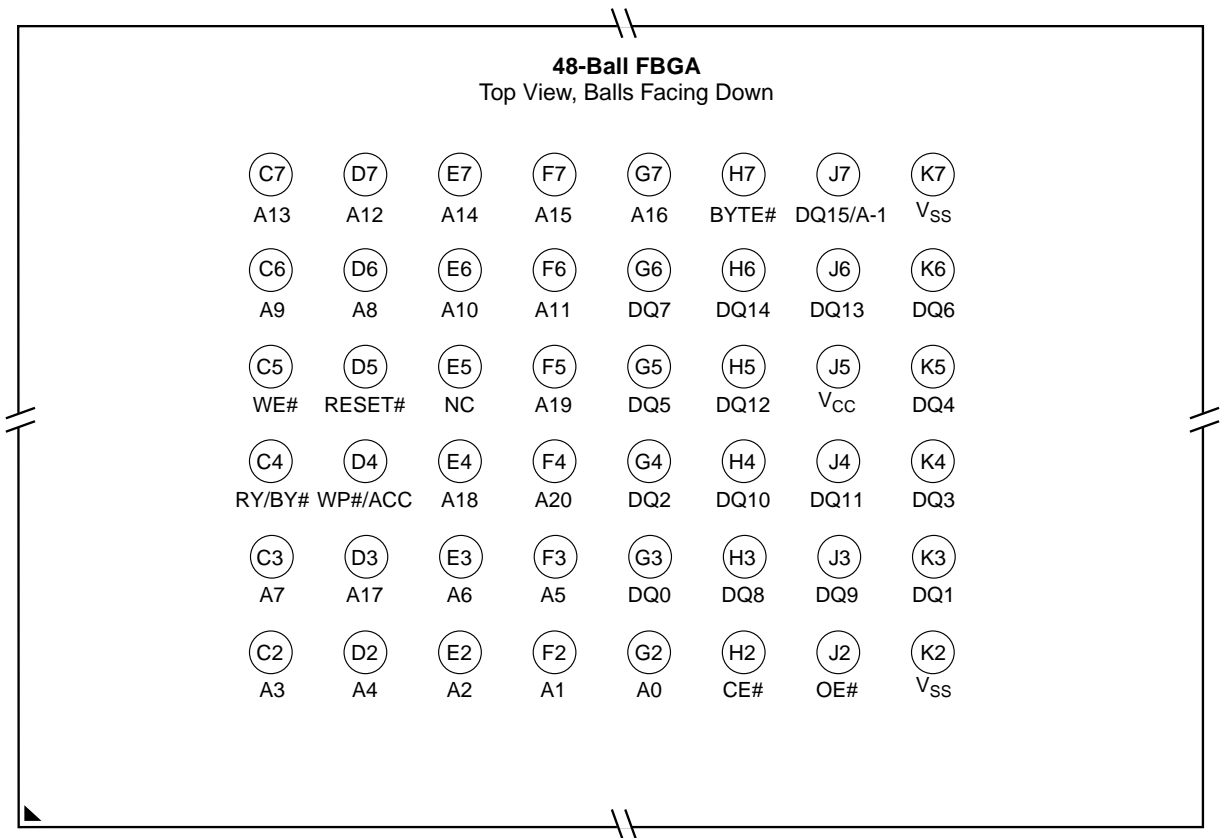 48-Ball FBGA
Top View, Balls Facing Down
C7 D7 E7 F7 G7 H7 J7 K7
A13 A12 A14 A15 A16 BYTE# DQ15/A-1 VSS
C6 D6 E6 F6 G6 H6 J6 K6
A9 A8 A10 A11 DQ7 DQ14 DQ13 DQ6
C5 D5 E5 F5 G5 H5 J5 K5
WE# RESET# NC A19 DQ5 DQ12 VCC DQ4
C4 D4 E4 F4 G4 H4 J4 K4
RY/BY# WP#/ACC A18 A20 DQ2 DQ10 DQ11 DQ3
C3 D3 E3 F3 G3 H3 J3 K3
A7 A17 A6 A5 DQ0 DQ8 DQ9 DQ1
C2 D2 E2 F2 G2 H2 J2 K2
A3 A4 A2 A1 A0 CE# OE# VSS